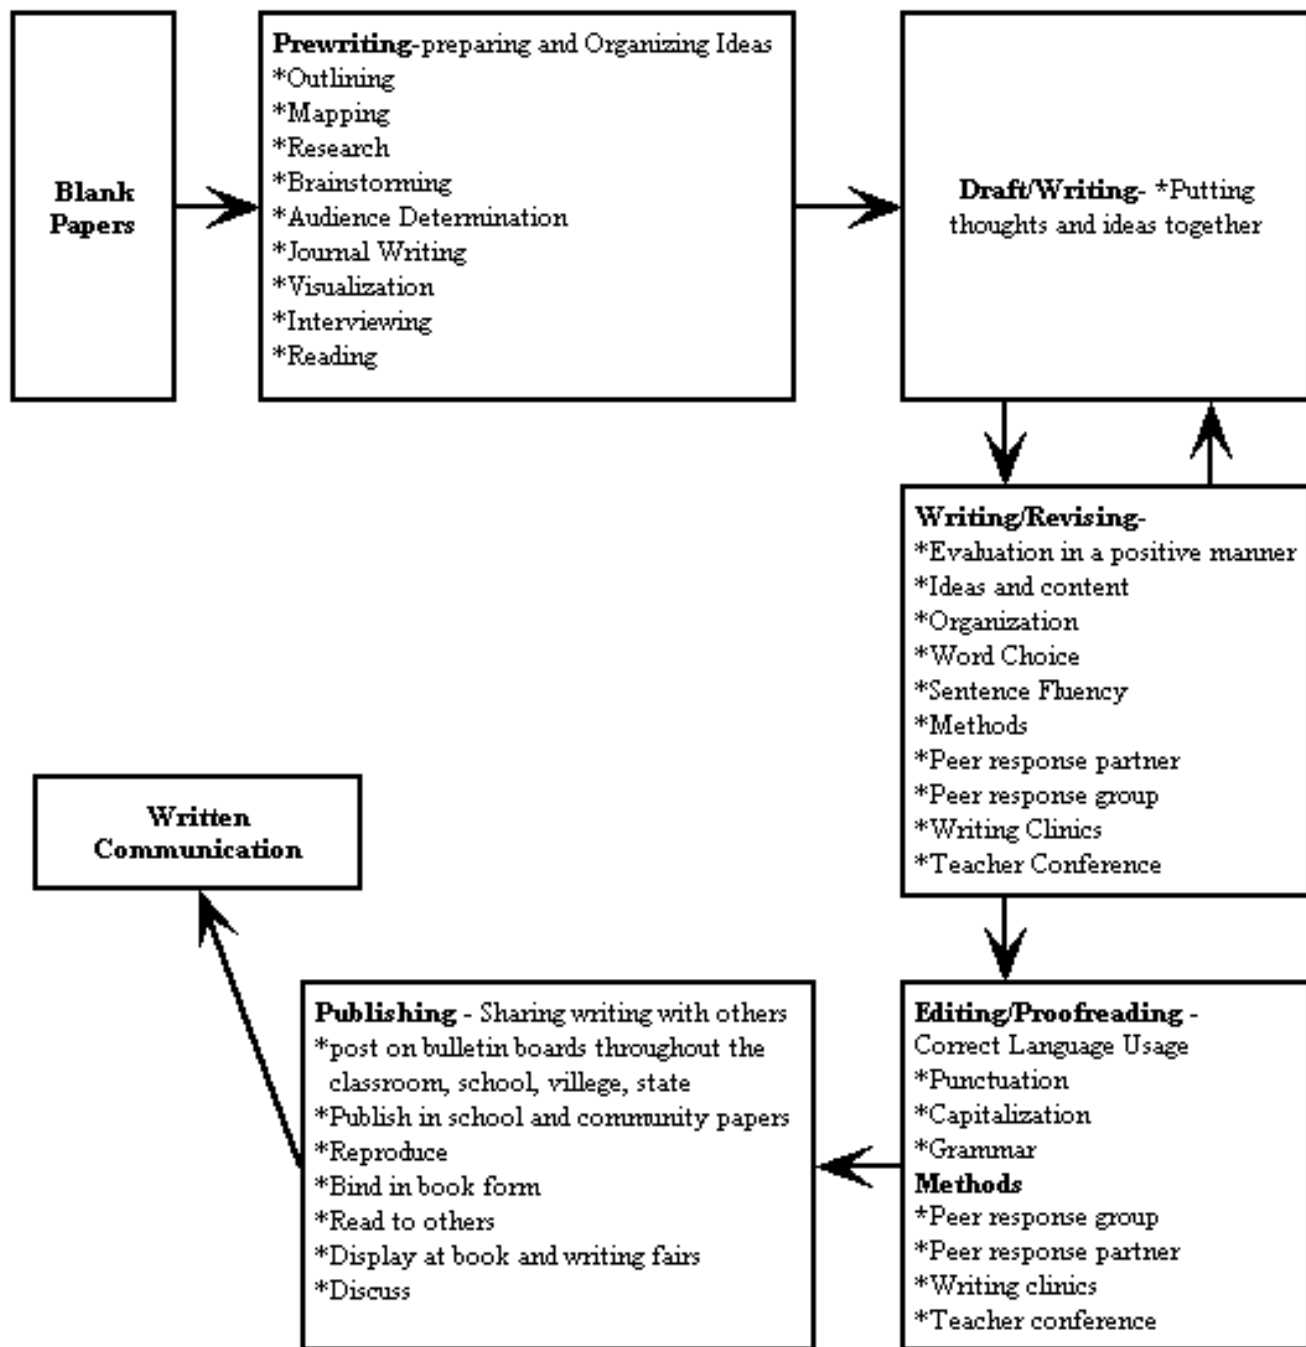 Blank
Papers
Prewriting-preparing and Organizing Ideas
*Outlining
*Mapping
*Research
*Brainstorming
*Audience Determination
*Journal Writing
*Visualization
*Interviewing
*Reading
Draft/Writing- *Putting
thoughts and ideas together
Writing/Revising-
*Evaluation in a positive manner
*Ideas and content
*Organization
*Word Choice
*Sentence Fluency
*Methods
*Peer response partner
*Peer response group
*Writing Clinics
*Teacher Conference
Editing/Proofreading -
Correct Language Usage
*Punctuation
*Capitalization
*Grammar
Methods
*Peer response group
*Peer response partner
*Writing clinics
*Teacher conference
Publishing - Sharing writing with others
*post on bulletin boards throughout the
classroom, school, villege, state
*Publish in school and community papers
*Reproduce
*Bind in book form
*Read to others
*Display at book and writing fairs
*Discuss
Written
Communication